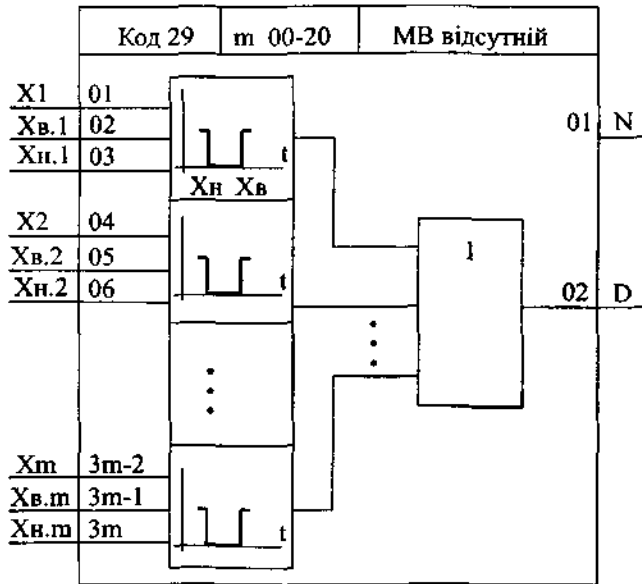 Код 29 m 00-20 МВ відсутній
X1 01
Xв.1 02
Xн.1 03
t
Xн Xв
01 N
X2 04
Xв.2 05
Xн.2 06
t
1
02 D
Xm 3m-2
Xв.m 3m-1
Xн.m 3m
t